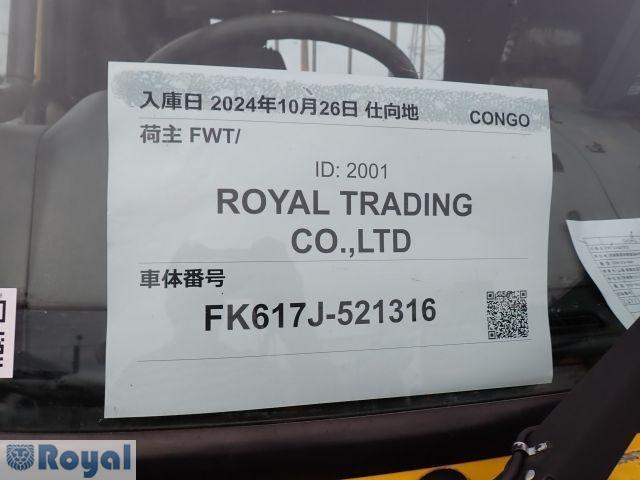 入庫日 2024年10月26日 仕向地 CONGO
荷主 FWT/
ID: 2001
ROYAL TRADING
CO.,LTD
車体番号
FK617J-521316
Royal